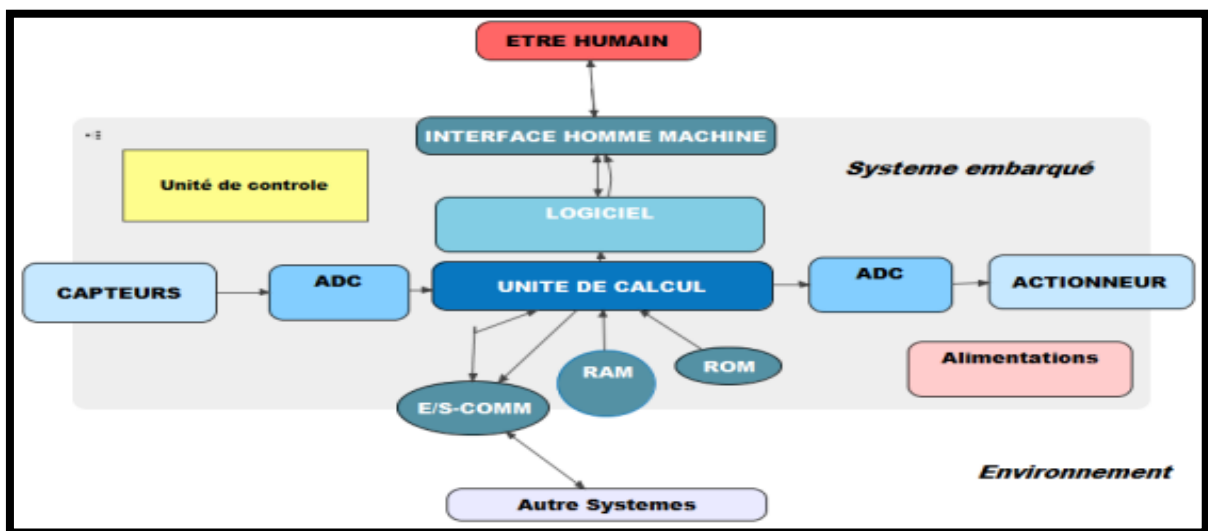 ETRE HUMAIN
INTERFACE HOMME MACHINE
Systeme embarqué
Unité de controle
LOGICIEL
CAPTEURS
ADC
UNITE DE CALCUL
ADC
ACTIONNEUR
RAM
ROM
Alimentations
E/S-COMM
Environnement
Autre Systemes